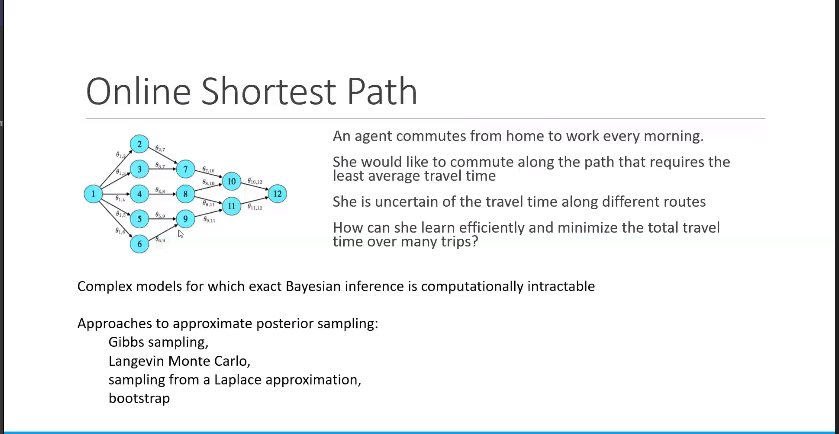 Online Shortest Path
1
2
3
4
5
6
7
8
9
10
11
12
An agent commutes from home to work every morning.
She would like to commute along the path that requires the
least average travel time
She is uncertain of the travel time along different routes
How can she learn efficiently and minimize the total travel
time over many trips?
Complex models for which exact Bayesian inference is computationally intractable
Approaches to approximate posterior sampling:
Gibbs sampling,
Langevin Monte Carlo,
sampling from a Laplace approximation,
bootstrap